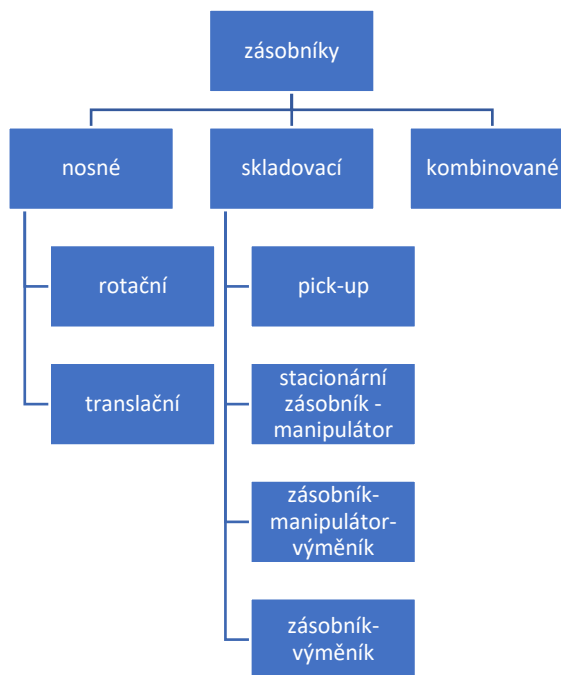 zásobníky
nosné
skladovací
kombinované
rotační
pick-up
translační
stacionární
zásobník -
manipulátor
zásobník-
manipulátor-
výměník
zásobník-
výměník